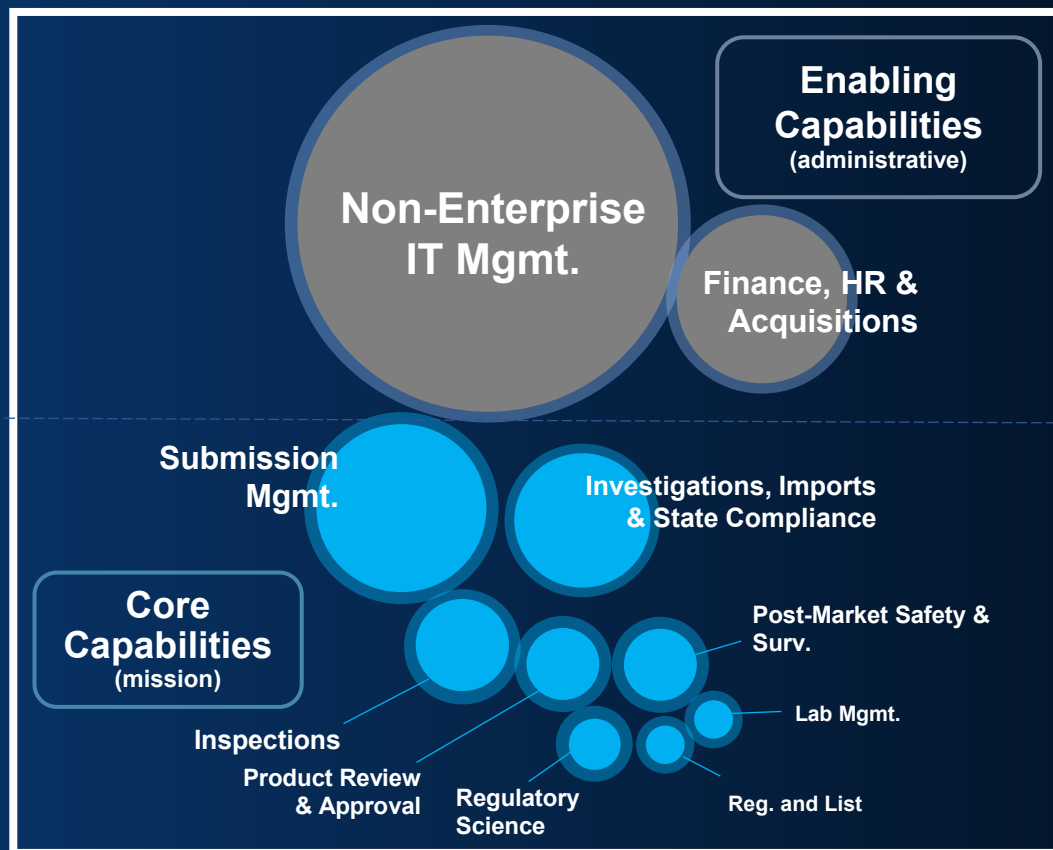 Enabling
Capabilities
(administrative)
Non-Enterprise
IT Mgmt.
Finance, HR &
Acquisitions
Submission
Mgmt.
Investigations, Imports
& State Compliance
Core
Capabilities
(mission)
Post-Market Safety &
Surv.
Lab Mgmt.
Inspections
Product Review
& Approval
Regulatory
Science
Reg. and List